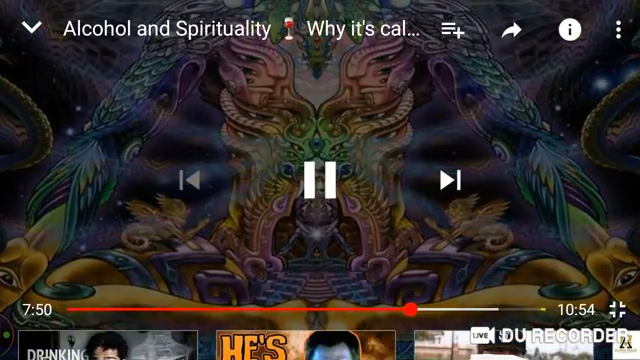 Alcohol and Spirituality 🍷 Why it's cal...
7:50
10:54
DRINKING
HE'S
LIVE
DU RECORDER